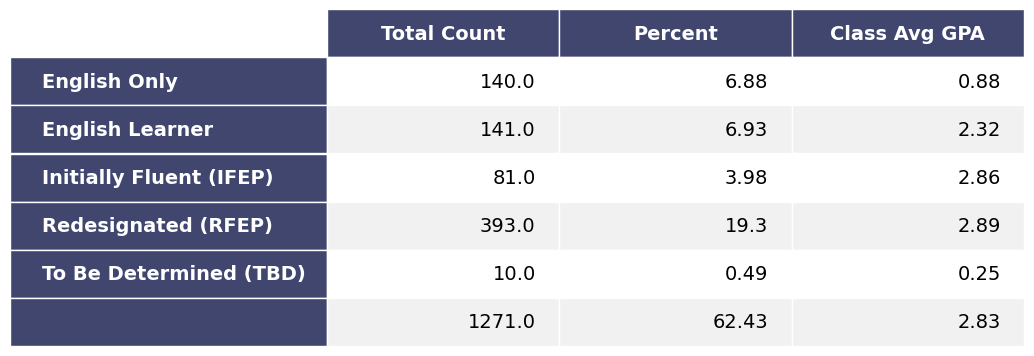 Total Count Percent Class Avg GPA
English Only 140.0 6.88 0.88
English Learner 141.0 6.93 2.32
Initially Fluent (IFEP) 81.0 3.98 2.86
Redesignated (RFEP) 393.0 19.3 2.89
To Be Determined (TBD) 10.0 0.49 0.25
1271.0 62.43 2.83